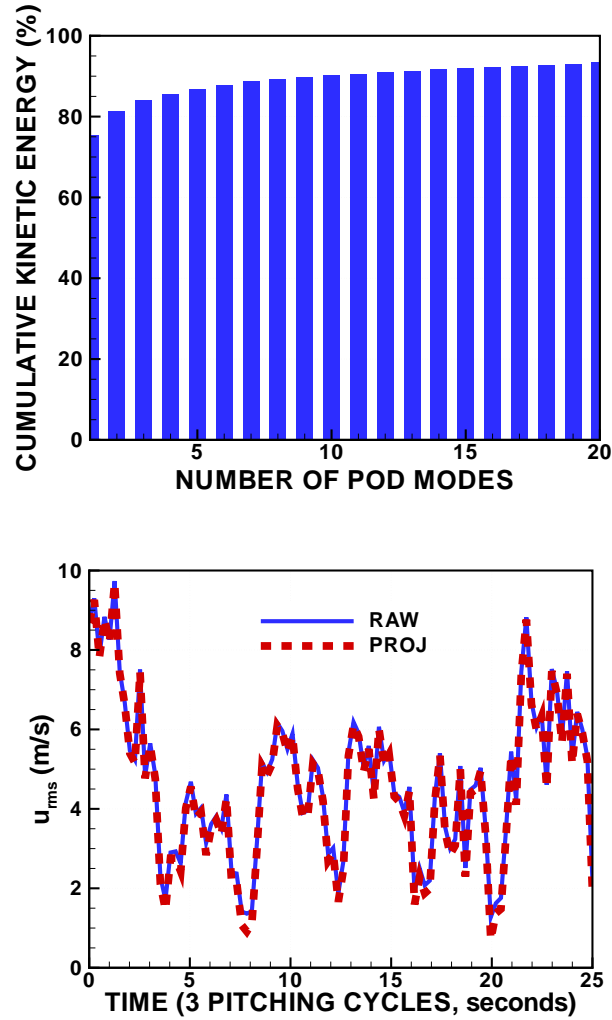 100
80
60
40
20
0
CUMULATIVE KINETIC ENERGY (%)
5 10 15 20
NUMBER OF POD MODES
10
8
6
4
2
0
u_rms (m/s)
RAW
PROJ
0 5 10 15 20 25
TIME (3 PITCHING CYCLES, seconds)